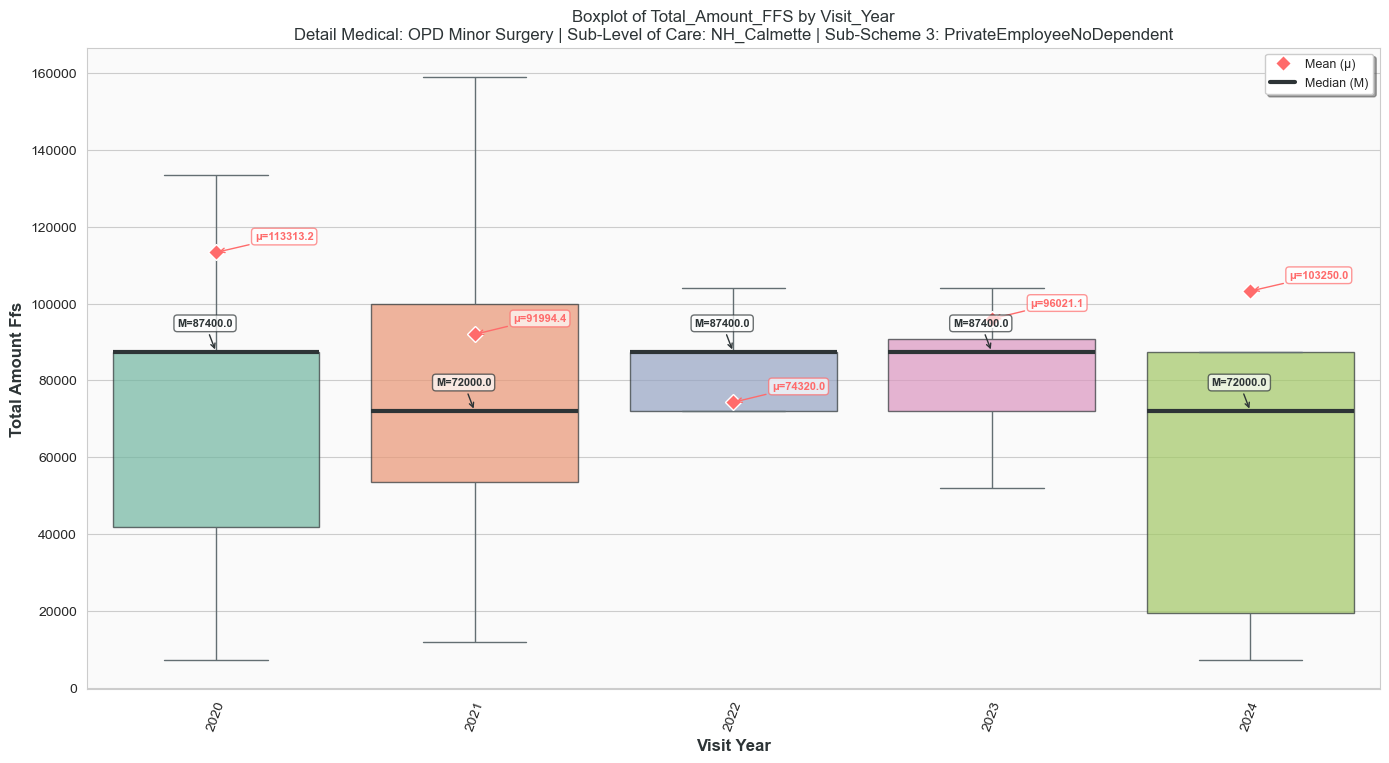 Boxplot of Total_Amount_FFS by Visit_Year
Detail Medical: OPD Minor Surgery | Sub-Level of Care: NH_Calmette | Sub-Scheme 3: PrivateEmployeeNoDependent
Mean (μ)
Median (M)
Total Amount Ffs
160000
140000
120000
100000
80000
60000
40000
20000
0
μ=113313.2
M=87400.0
μ=91994.4
M=72000.0
M=87400.0
μ=74320.0
μ=96021.1
M=87400.0
μ=103250.0
M=72000.0
2020
2021
2022
2023
2024
Visit Year